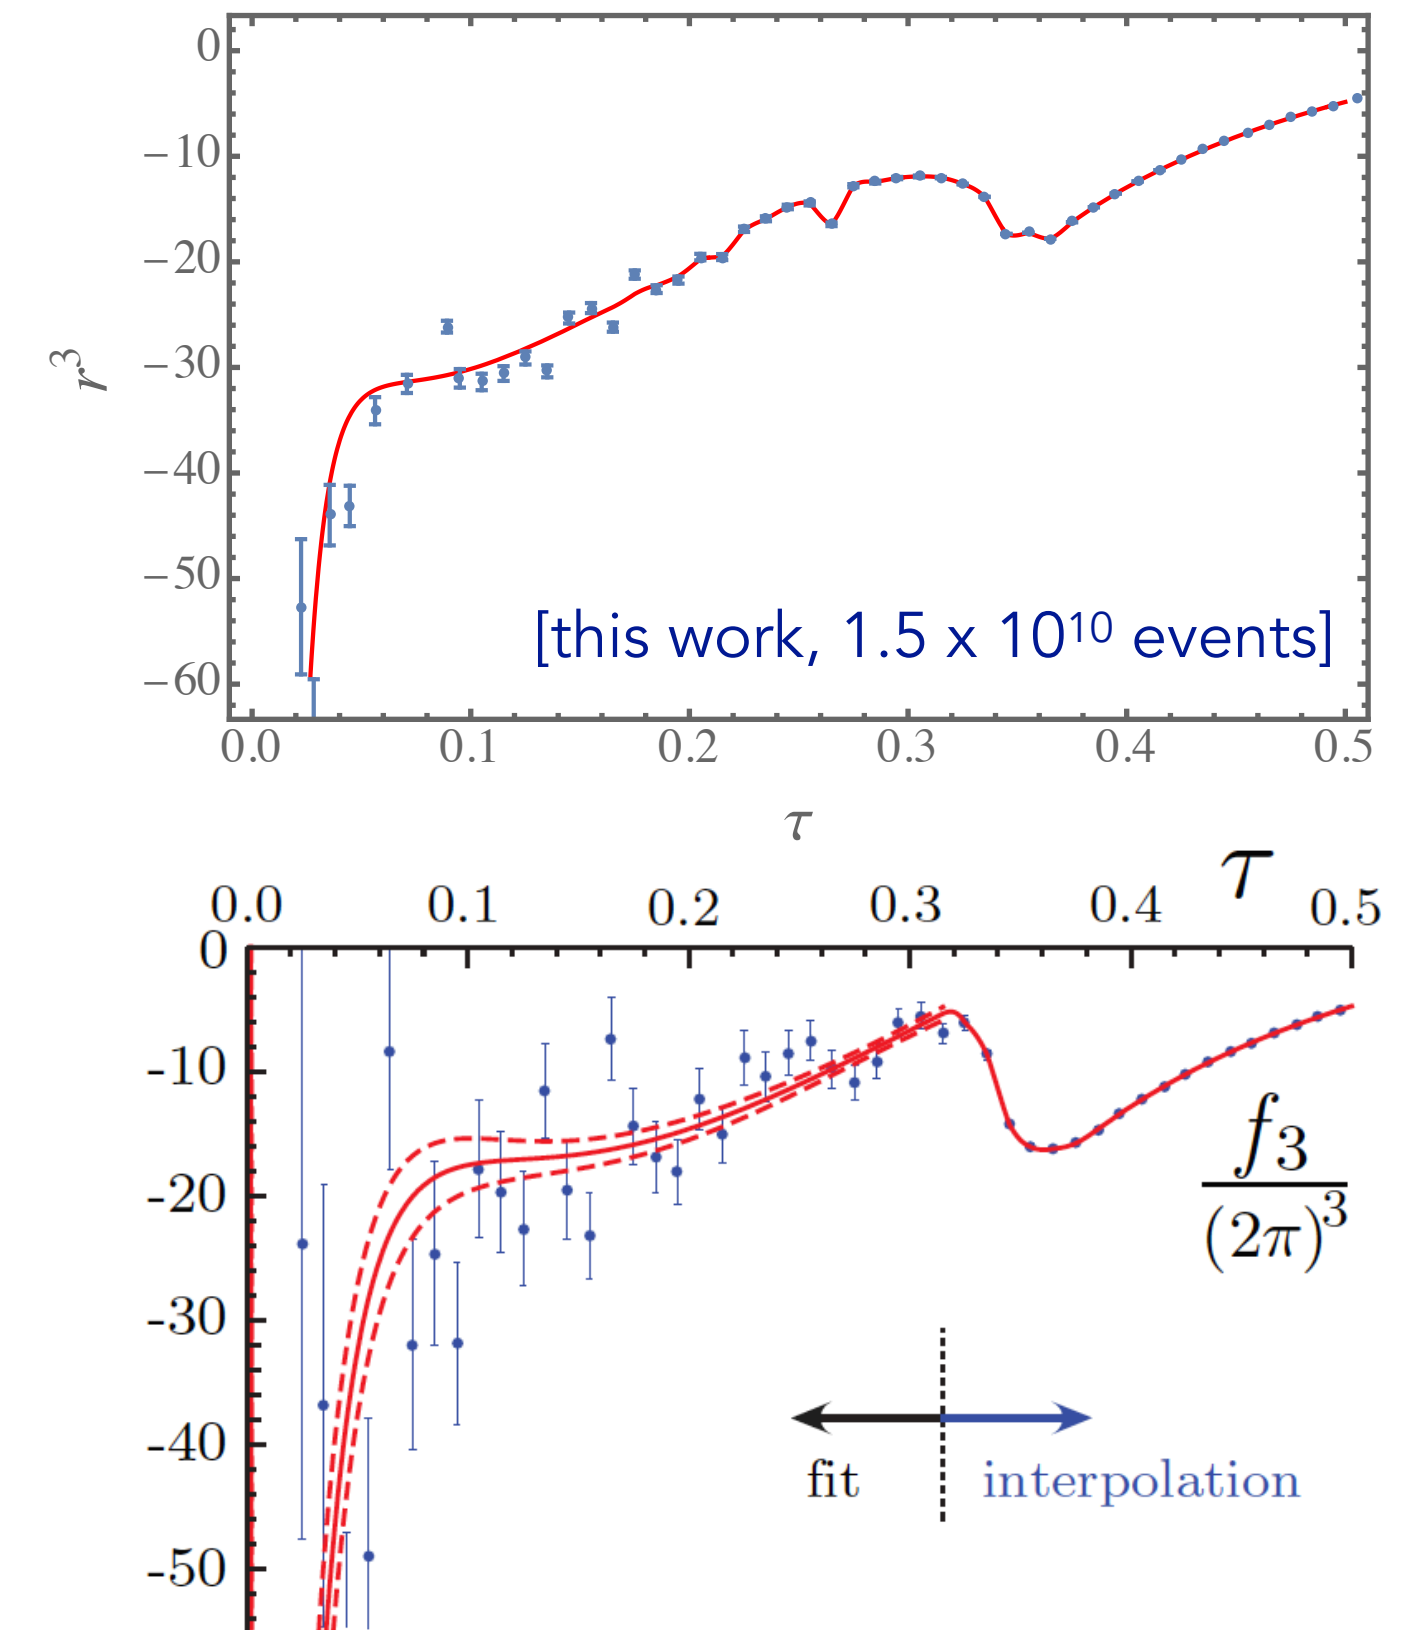 0
−10
−20
−30
−40
−50
−60
r³
[this work, 1.5 x 10¹⁰ events]
0.0 0.1 0.2 0.3 0.4 0.5
τ
τ
0.0 0.1 0.2 0.3 0.4 0.5
0
-10
-20
-30
-40
-50
f₃
(2π)³
fit interpolation